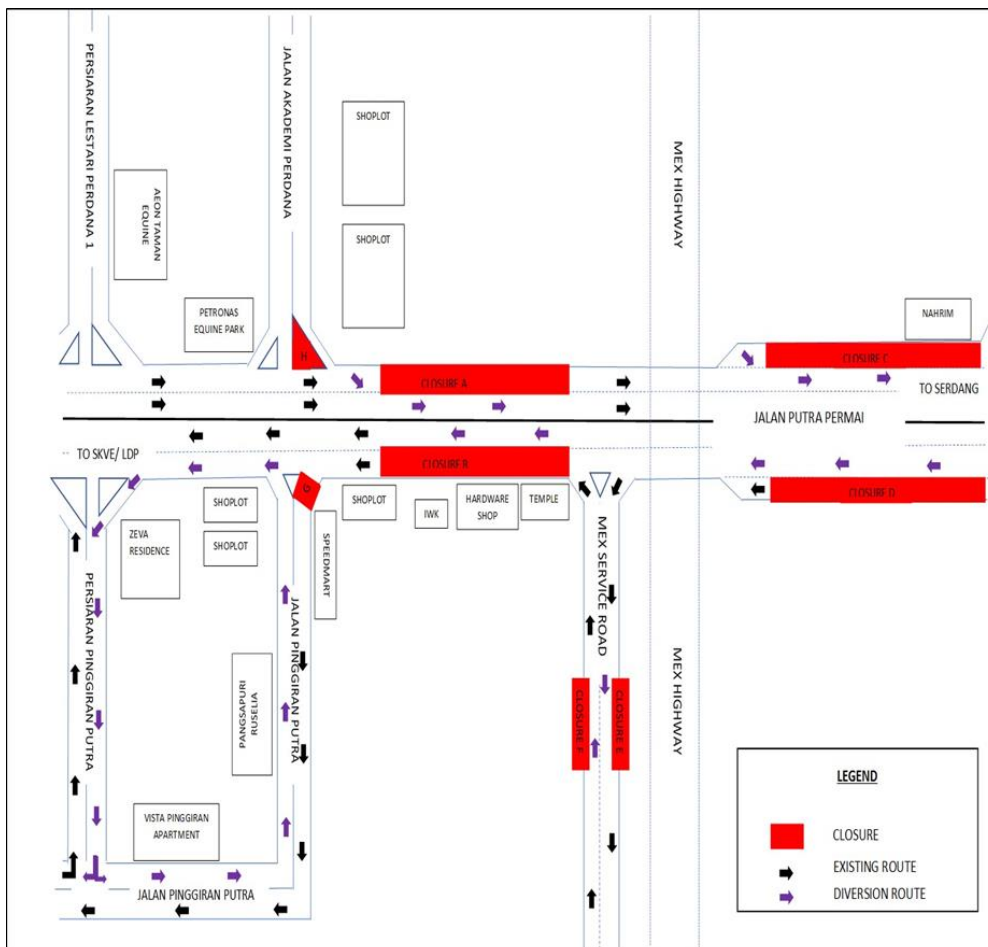 PERSIARAN LESTARI PERDANA 1
JALAN AKADEMI PERDANA
MEX HIGHWAY
SHOPLOT
AEON TAMAN
EQUINE
SHOPLOT
PETRONAS
EQUINE PARK
NAHRIM
H
CLOSURE A
CLOSURE C
TO SERDANG
JALAN PUTRA PERMAI
TO SKVE/ LDP
CLOSURE B
G
CLOSURE D
SHOPLOT
SHOPLOT
IWK
HARDWARE
SHOP
TEMPLE
ZEVA
RESIDENCE
SHOPLOT
SPEEDMART
MEX SERVICE ROAD
PERSIARAN PINGGIRAN PUTRA
JALAN PINGGIRAN PUTRA
PANGSAPURI
RUSELIA
CLOSURE F
CLOSURE E
MEX HIGHWAY
VISTA PINGGIRAN
APARTMENT
JALAN PINGGIRAN PUTRA
LEGEND
CLOSURE
EXISTING ROUTE
DIVERSION ROUTE